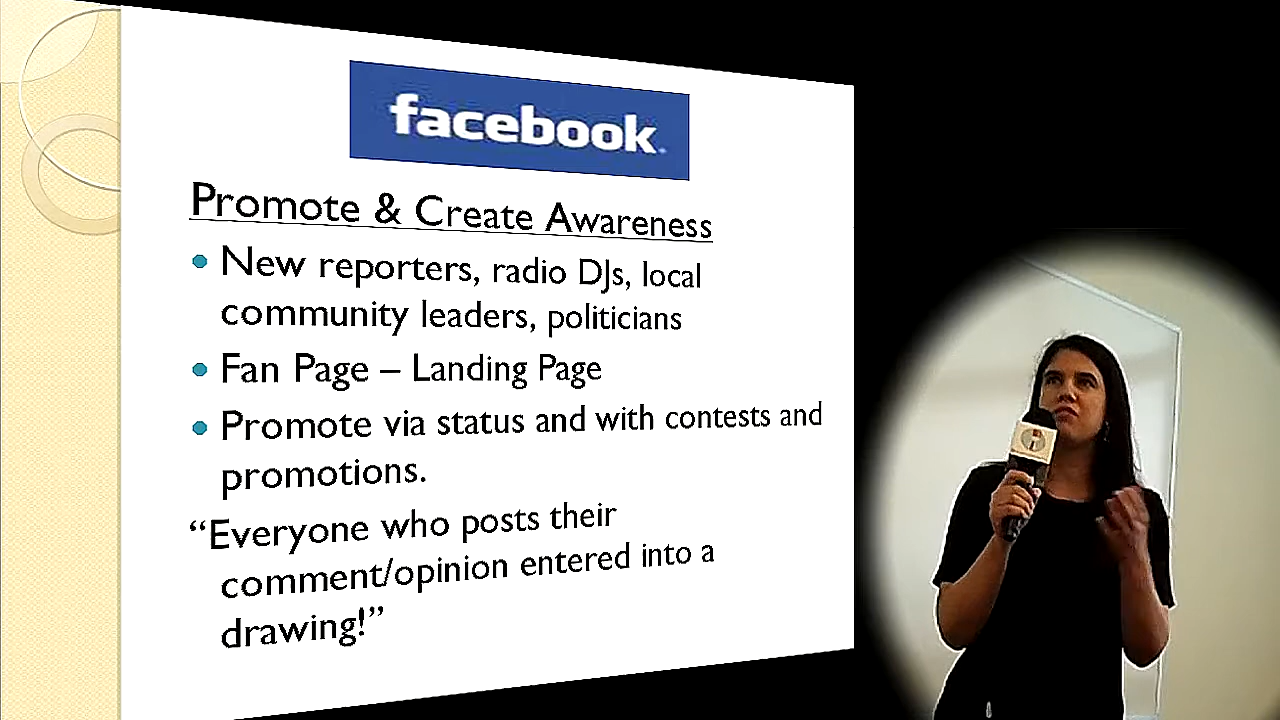 facebook.
Promote & Create Awareness
• New reporters, radio DJs, local
community leaders, politicians
• Fan Page – Landing Page
• Promote via status and with contests and
promotions.
“Everyone who posts their
comment/opinion entered into a
drawing!”